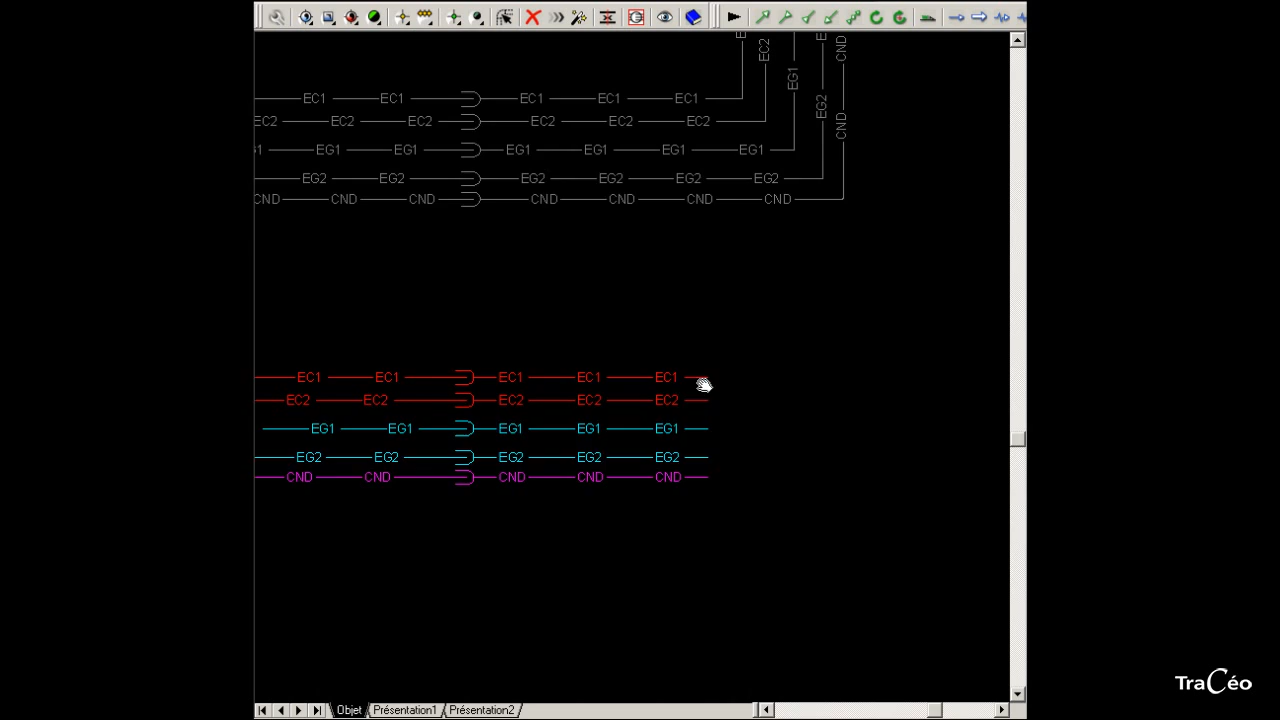 E EC2 EG1 E CND
EC1 EC1 EC1 EC1 EC1
EC2 EC2 EC2 EC2 EC2 EC2 EG2 CND
G1 EG1 EG1 EG1 EG1 EG1 EG1
EG2 EG2 EG2 EG2 EG2 EG2
CND CND CND CND CND CND CND
EC1 EC1 EC1 EC1 EC1
EC2 EC2 EC2 EC2 EC2
EG1 EG1 EG1 EG1 EG1
EG2 EG2 EG2 EG2 EG2
CND CND CND CND CND
TraCéo
Objet Présentation1 Présentation2